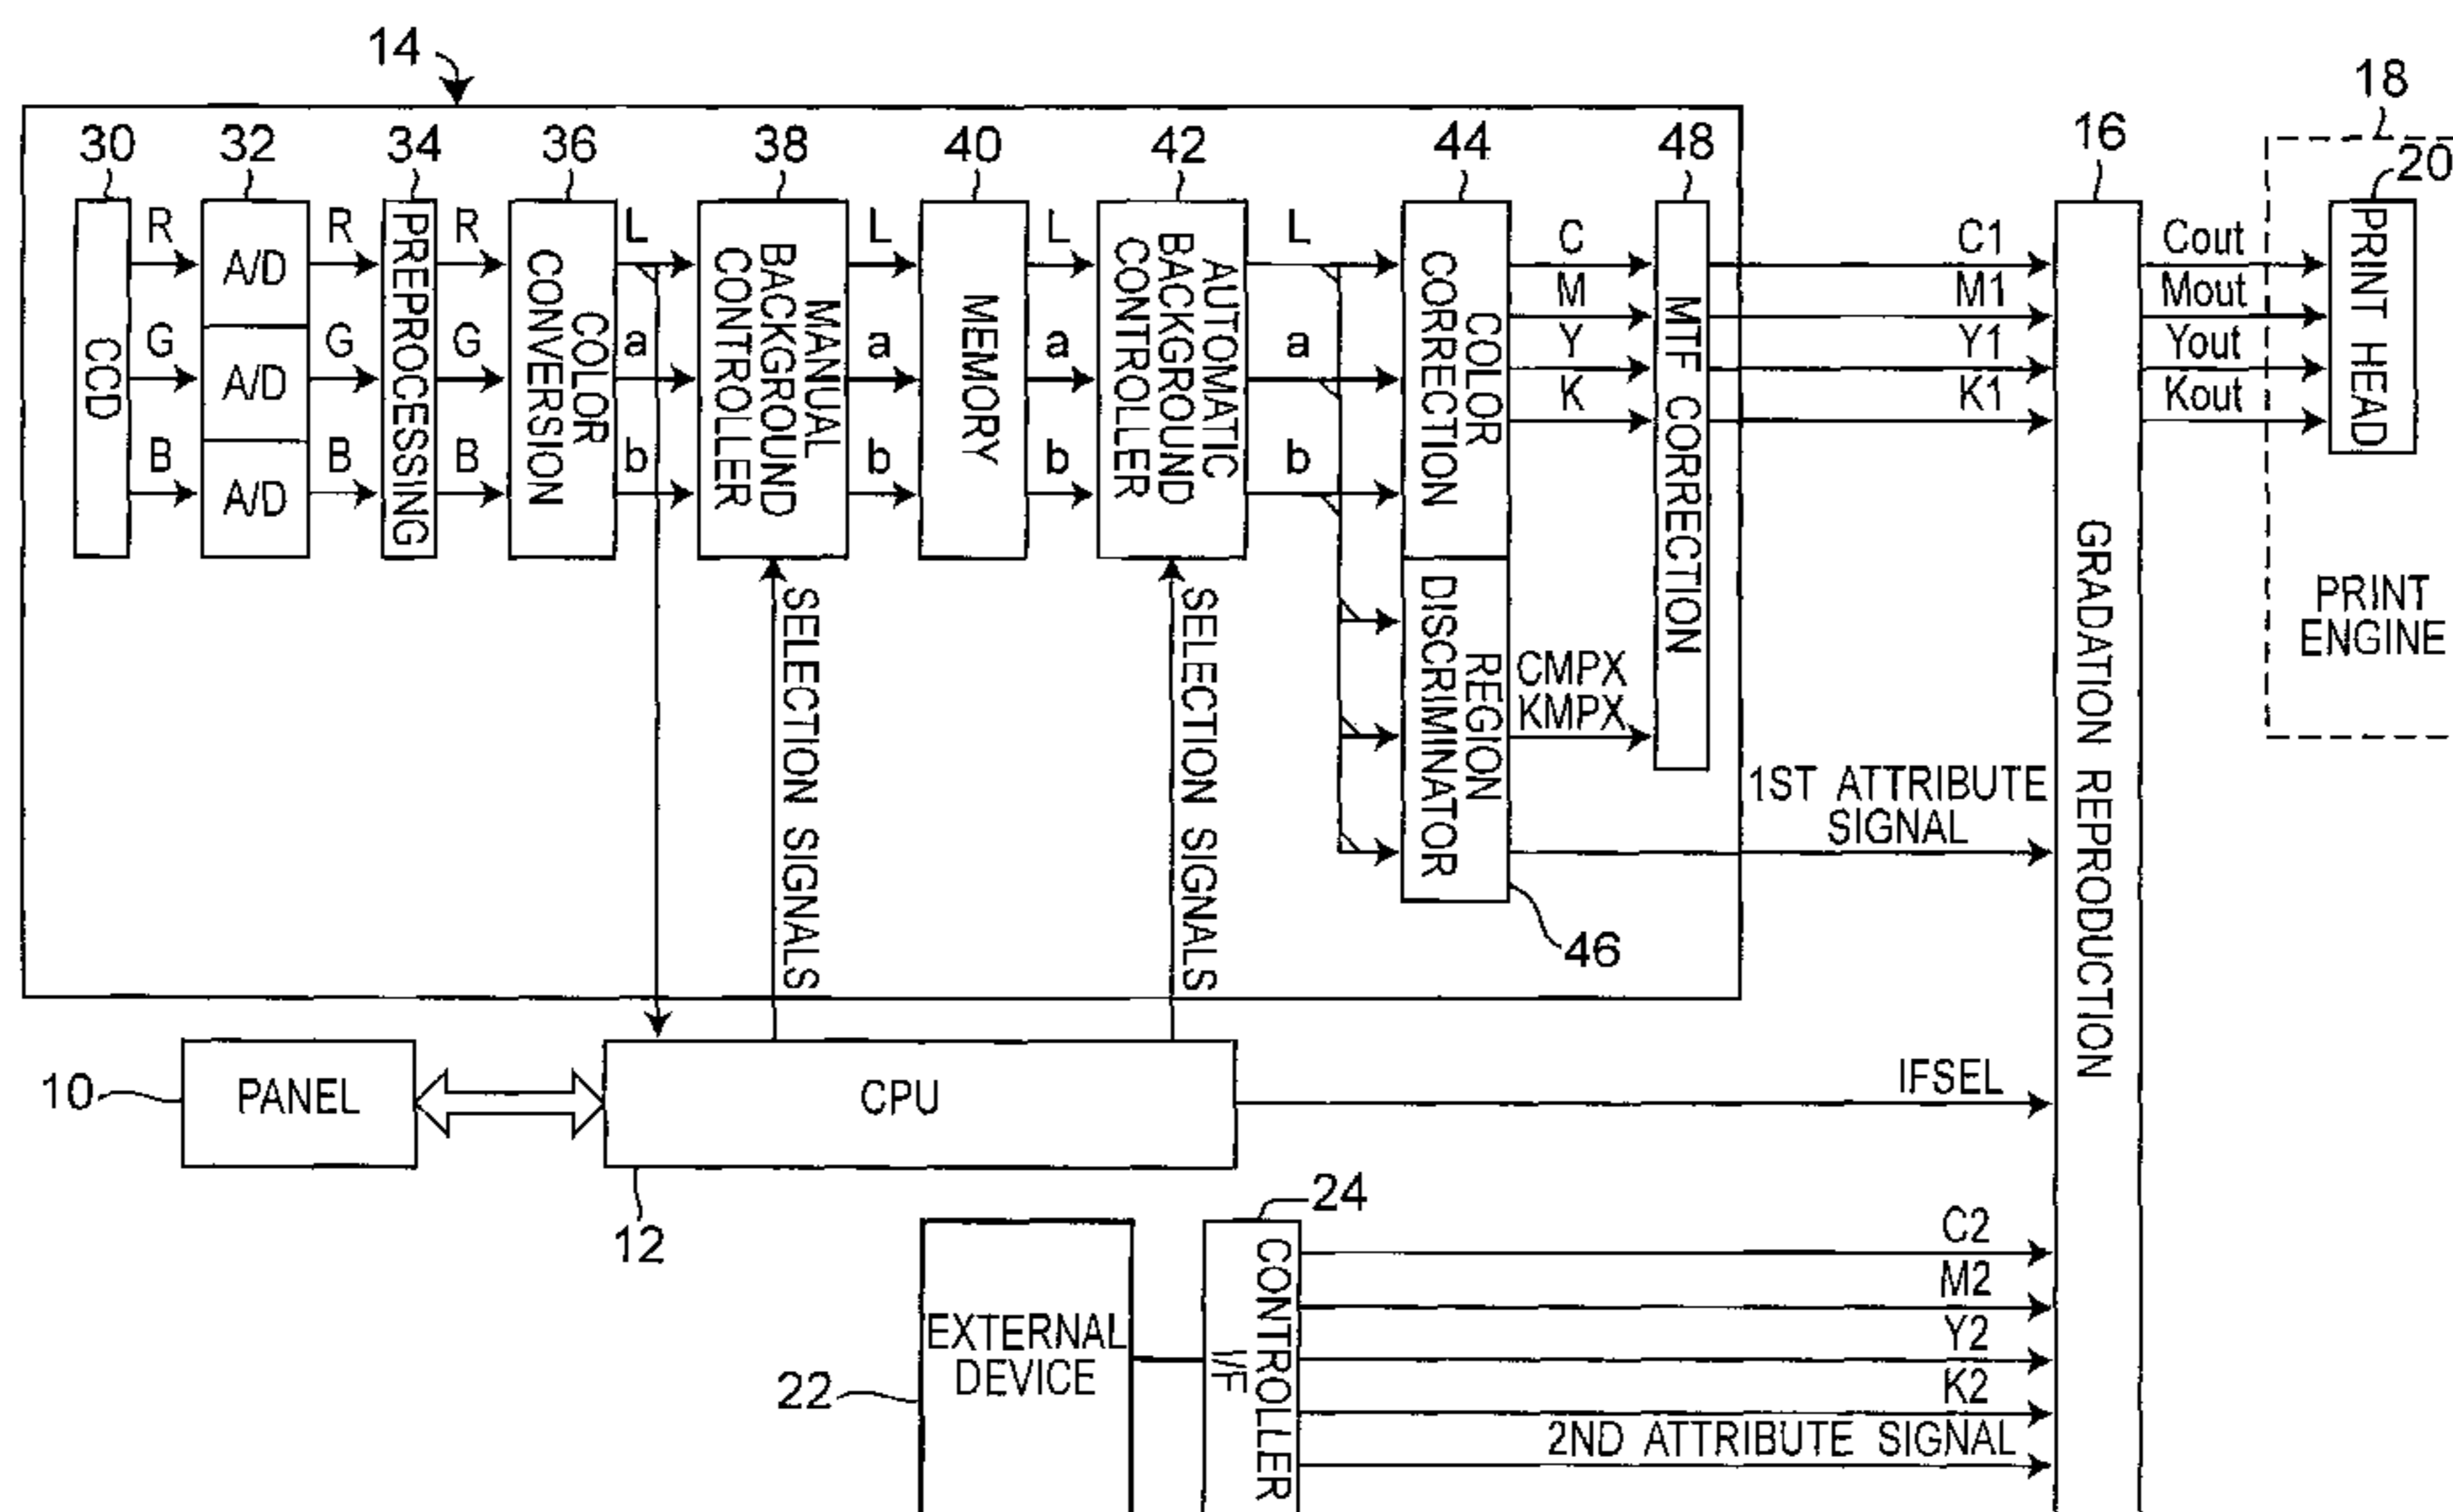 14
18
30
32
34
36
38
40
42
44
48
16
20
R
G
B
CCD
A/D
A/D
A/D
R
G
B
PREPROCESSING
R
G
B
COLOR
CONVERSION
L
a
b
MANUAL
BACKGROUND
CONTROLLER
L
a
b
MEMORY
L
a
b
AUTOMATIC
BACKGROUND
CONTROLLER
L
a
b
COLOR
CORRECTION
C
M
Y
K
MTF CORRECTION
C1
M1
Y1
K1
GRADATION REPRODUCTION
Cout
Mout
Yout
Kout
PRINT HEAD
PRINT
ENGINE
REGION
DISCRIMINATOR
CMPX
KMPX
1ST ATTRIBUTE
SIGNAL
46
SELECTION SIGNALS
SELECTION SIGNALS
10
PANEL
CPU
12
IFSEL
24
22
EXTERNAL
DEVICE
CONTROLLER
I/F
C2
M2
Y2
K2
2ND ATTRIBUTE SIGNAL